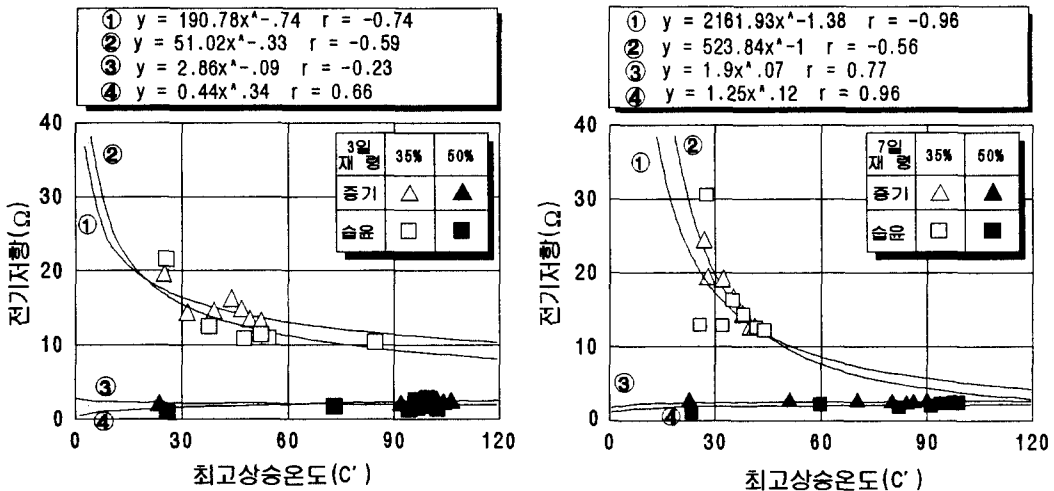 ① y = 190.78x^-.74 r = -0.74
② y = 51.02x^-.33 r = -0.59
③ y = 2.86x^-.09 r = -0.23
④ y = 0.44x^.34 r = 0.66
40
30
20
10
0
전기저항(Ω)
②
①
③
④
3일 재령 35% 50%
증기
습윤
0 30 60 90 120
최고상승온도(C')
① y = 2161.93x^-1.38 r = -0.96
② y = 523.84x^-1 r = -0.56
③ y = 1.9x^.07 r = 0.77
④ y = 1.25x^.12 r = 0.96
40
30
20
10
0
전기저항(Ω)
①
②
③
④
7일 재령 35% 50%
증기
습윤
0 30 60 90 120
최고상승온도(C')